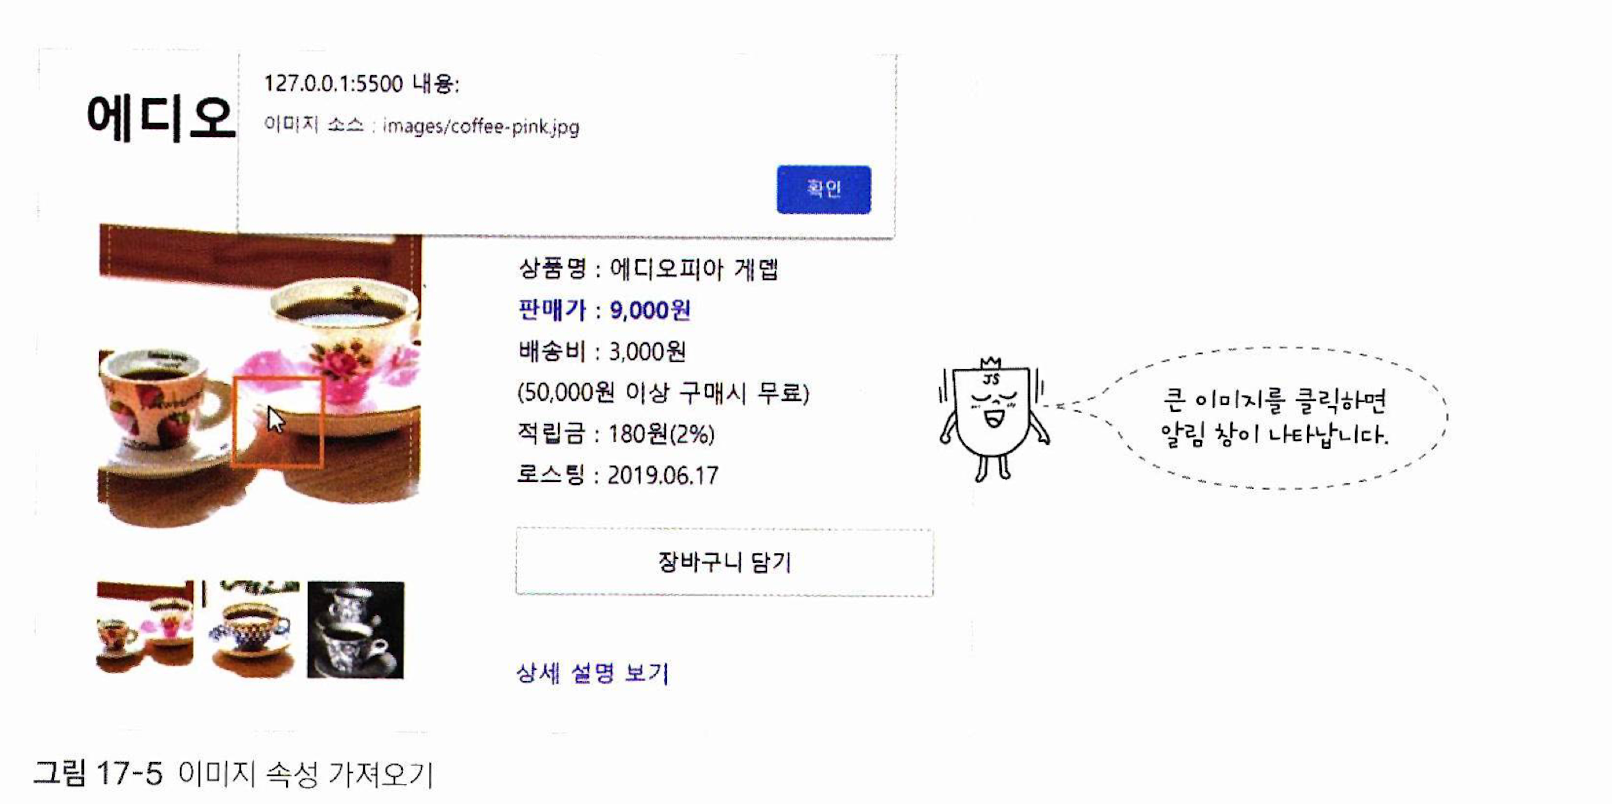 에디오
127.0.0.1:5500 내용:
이미지 소스 : images/coffee-pink.jpg
확인
상품명 : 에디오피아 게뎁
판매가 : 9,000원
배송비 : 3,000원
(50,000원 이상 구매시 무료)
적립금 : 180원(2%)
로스팅 : 2019.06.17
장바구니 담기
상세 설명 보기
JS
큰 이미지를 클릭하면
알림 창이 나타납니다.
그림 17-5 이미지 속성 가져오기